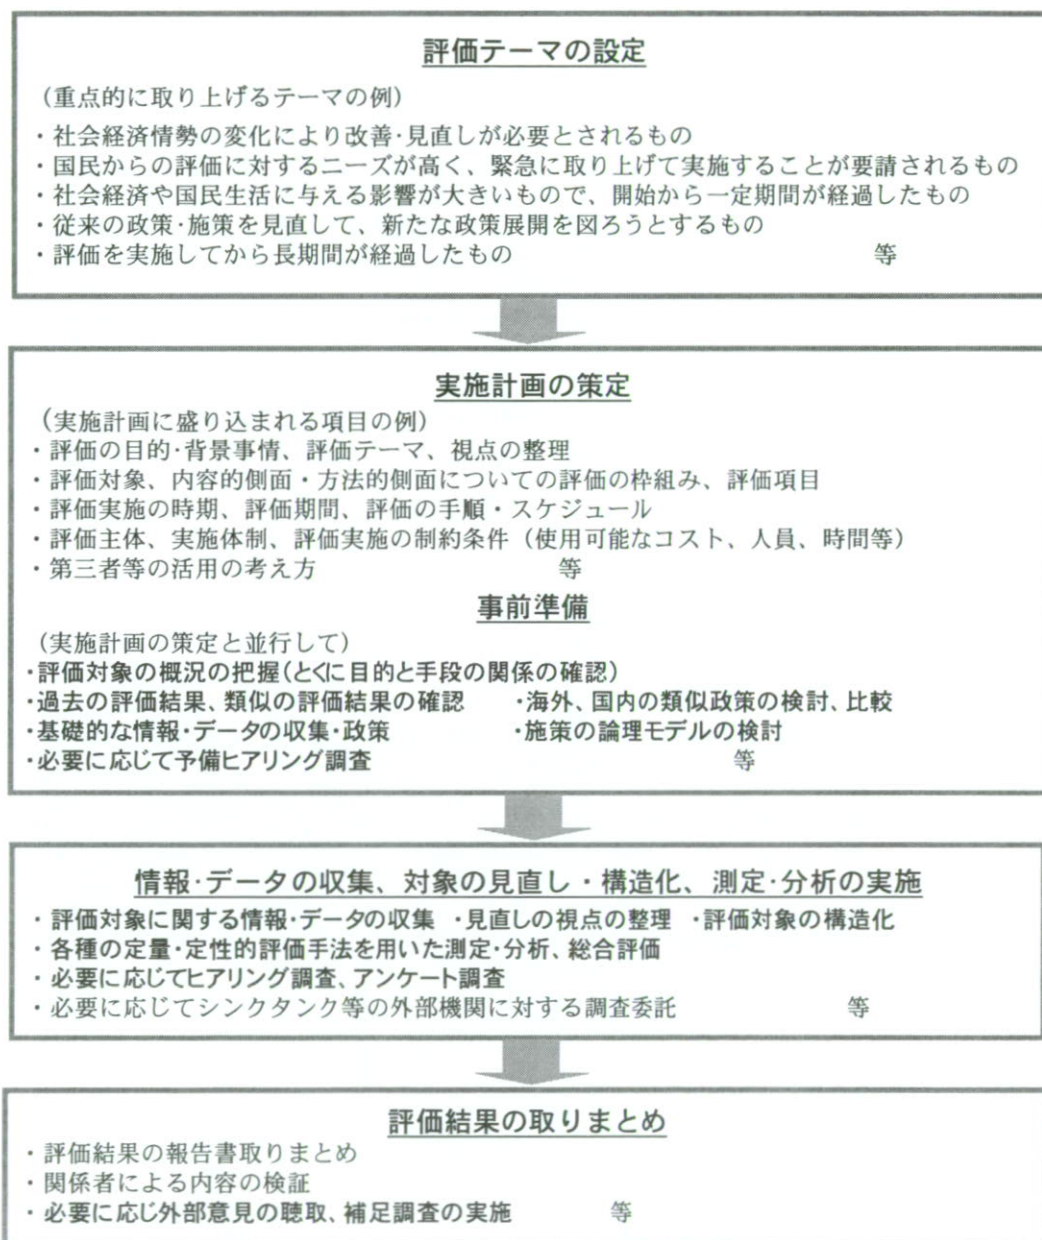 評価テーマの設定
(重点的に取り上げるテーマの例)
・社会経済情勢の変化により改善･見直しが必要とされるもの
・国民からの評価に対するニーズが高く、緊急に取り上げて実施することが要請されるもの
・社会経済や国民生活に与える影響が大きいもので、開始から一定期間が経過したもの
・従来の政策･施策を見直して、新たな政策展開を図ろうとするもの
・評価を実施してから長期間が経過したもの 等
実施計画の策定
(実施計画に盛り込まれる項目の例)
・評価の目的･背景事情、評価テーマ、視点の整理
・評価対象、内容的側面・方法的側面についての評価の枠組み、評価項目
・評価実施の時期、評価期間、評価の手順・スケジュール
・評価主体、実施体制、評価実施の制約条件（使用可能なコスト、人員、時間等）
・第三者等の活用の考え方 等
事前準備
(実施計画の策定と並行して)
・評価対象の概況の把握(とくに目的と手段の関係の確認)
・過去の評価結果、類似の評価結果の確認 ・海外、国内の類似政策の検討、比較
・基礎的な情報･データの収集･政策 ・施策の論理モデルの検討
・必要に応じて予備ヒアリング調査 等
情報･データの収集、対象の見直し・構造化、測定･分析の実施
・評価対象に関する情報･データの収集 ・見直しの視点の整理 ・評価対象の構造化
・各種の定量･定性的評価手法を用いた測定･分析、総合評価
・必要に応じてヒアリング調査、アンケート調査
・必要に応じてシンクタンク等の外部機関に対する調査委託 等
評価結果の取りまとめ
・評価結果の報告書取りまとめ
・関係者による内容の検証
・必要に応じ外部意見の聴取、補足調査の実施 等